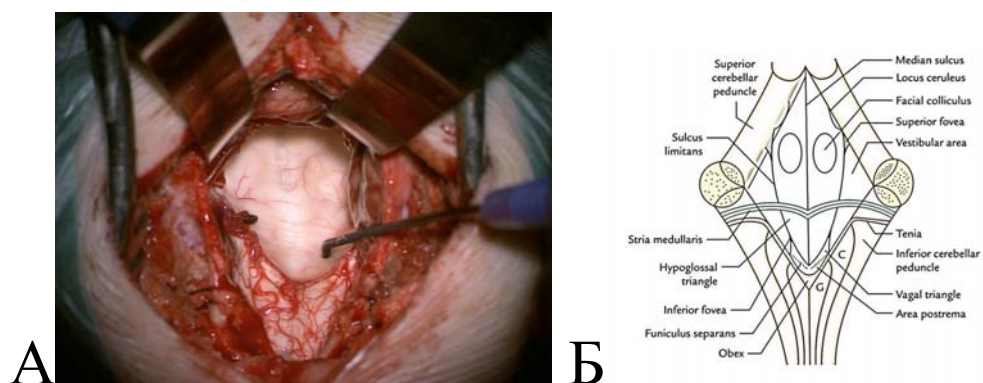 А
Б
Superior
cerebellar
peduncle
Sulcus
limitans
Stria medullaris
Hypoglossal
triangle
Inferior fovea
Funiculus separans
Obex
Median sulcus
Locus ceruleus
Facial colliculus
Superior fovea
Vestibular area
Tenia
Inferior cerebellar
peduncle
Vagal triangle
Area postrema
C
G